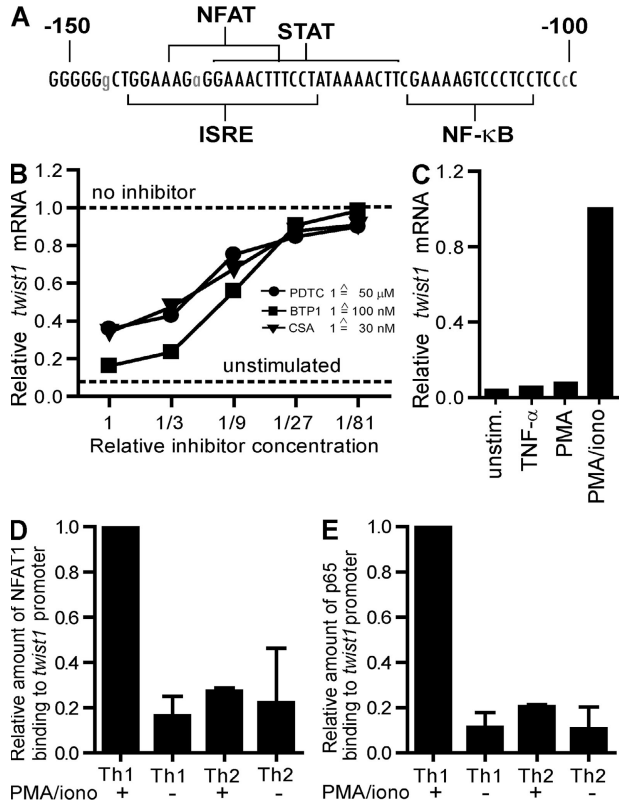 A
NFAT
STAT
-150
-100
GGGGGgCTGGAAAGaGGAAACTTTCCTATAAAACTTCGAAAAGTCCCTCCTCCcC
ISRE
NF-κB
B
Relative twist1 mRNA
1.2
1.0
0.8
0.6
0.4
0.2
0.0
no inhibitor
PDTC 1 ≙ 50 µM
BTP1 1 ≙ 100 nM
CSA 1 ≙ 30 nM
unstimulated
1 1/3 1/9 1/27 1/81
Relative inhibitor concentration
C
Relative twist1 mRNA
1.2
0.8
0.4
0.0
unstim.
TNF-α
PMA
PMA/iono
D
Relative amount of NFAT1
binding to twist1 promoter
1.0
0.8
0.6
0.4
0.2
0.0
Th1 Th1 Th2 Th2
PMA/iono + - + -
E
Relative amount of p65
binding to twist1 promoter
1.0
0.8
0.6
0.4
0.2
0.0
Th1 Th1 Th2 Th2
PMA/iono + - + -